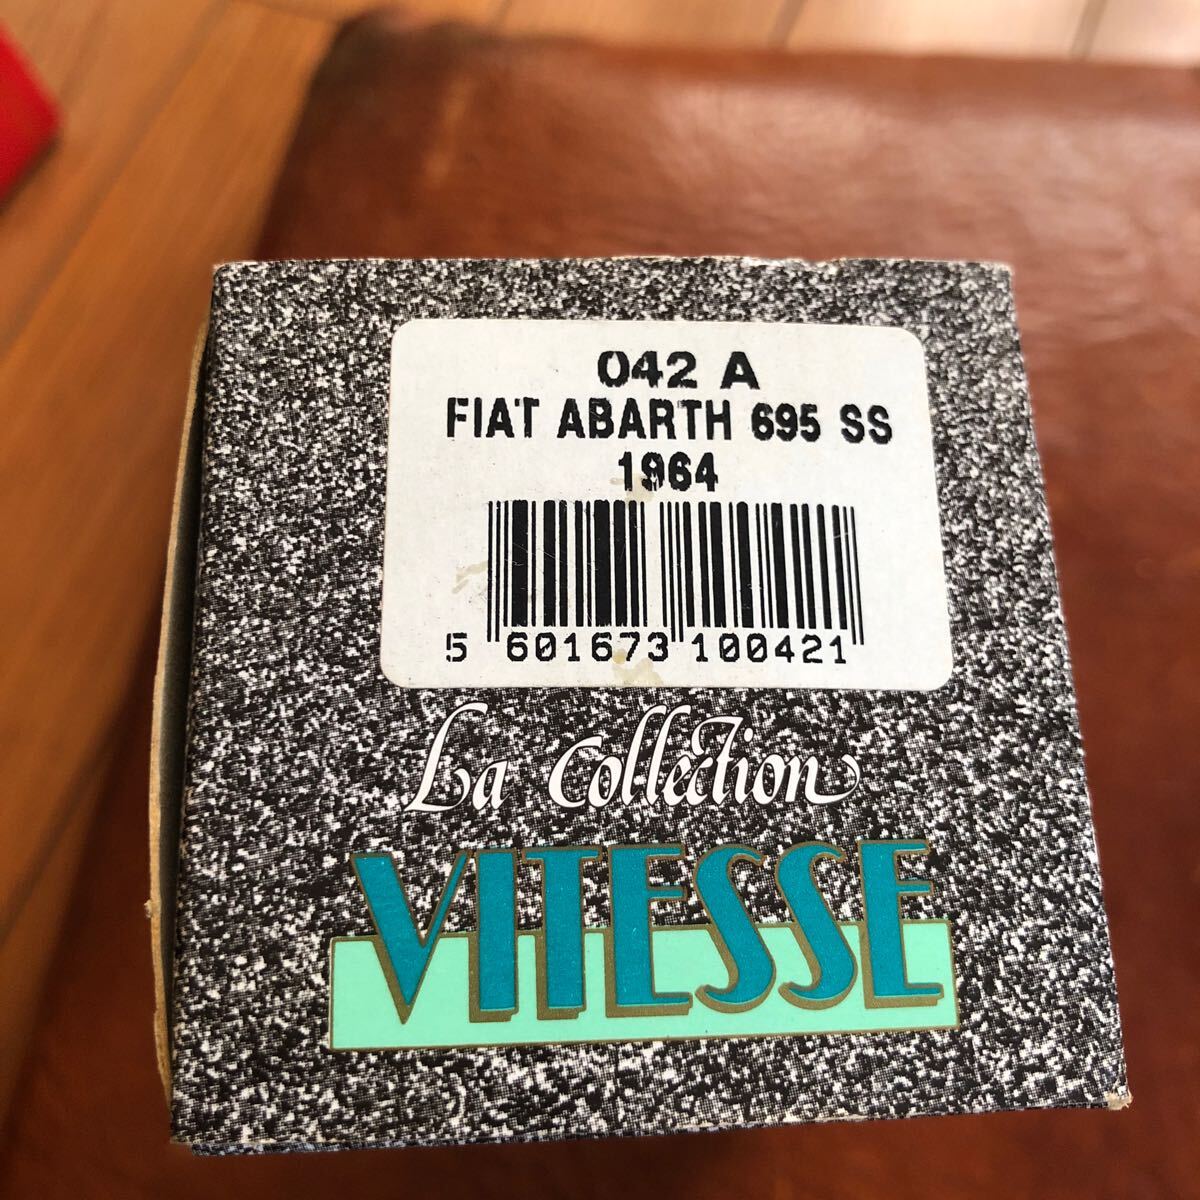 042 A
FIAT ABARTH 695 SS
1964
5 601673 100421
La Collection
VITESSE